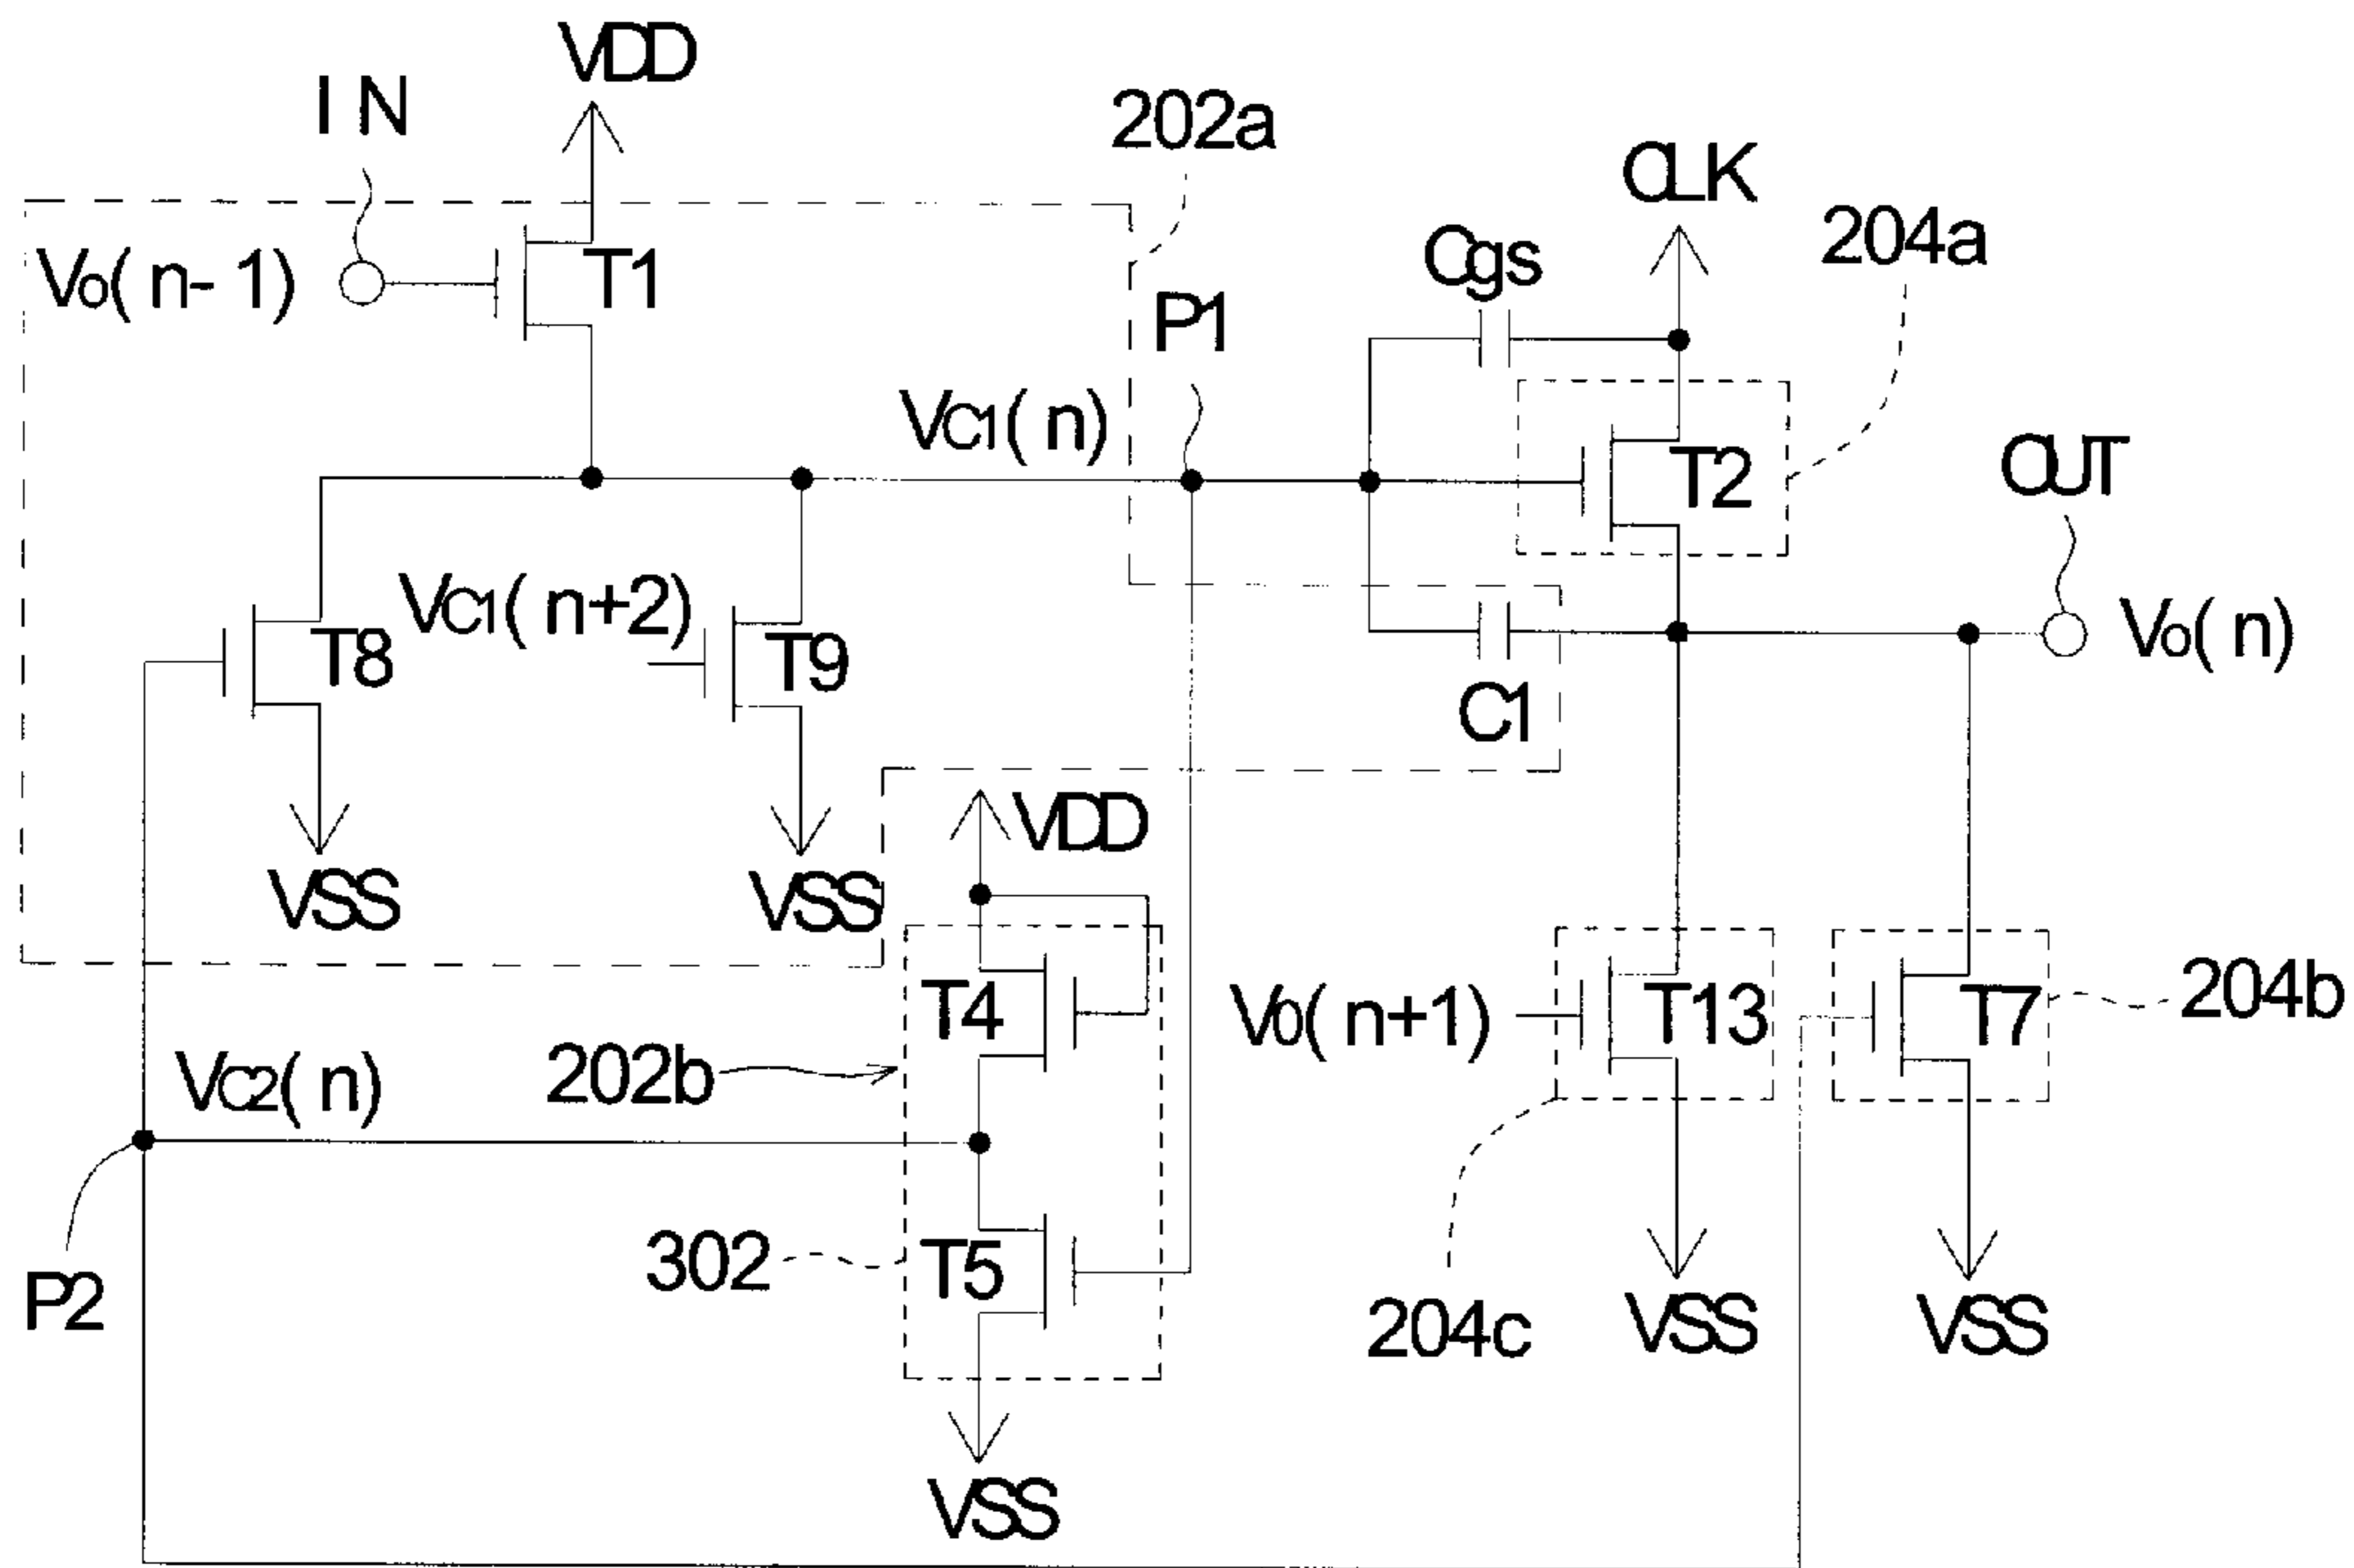 VDD
IN
202a
CLK
204a
Vo(n-1)
T1
Cgs
P1
VC1(n)
T2
OUT
VC1(n+2)
T8
T9
Vo(n)
C1
VDD
VSS
VSS
T4
V0(n+1)
T13
T7
204b
202b
VC2(n)
302
T5
P2
204c
VSS
VSS
VSS